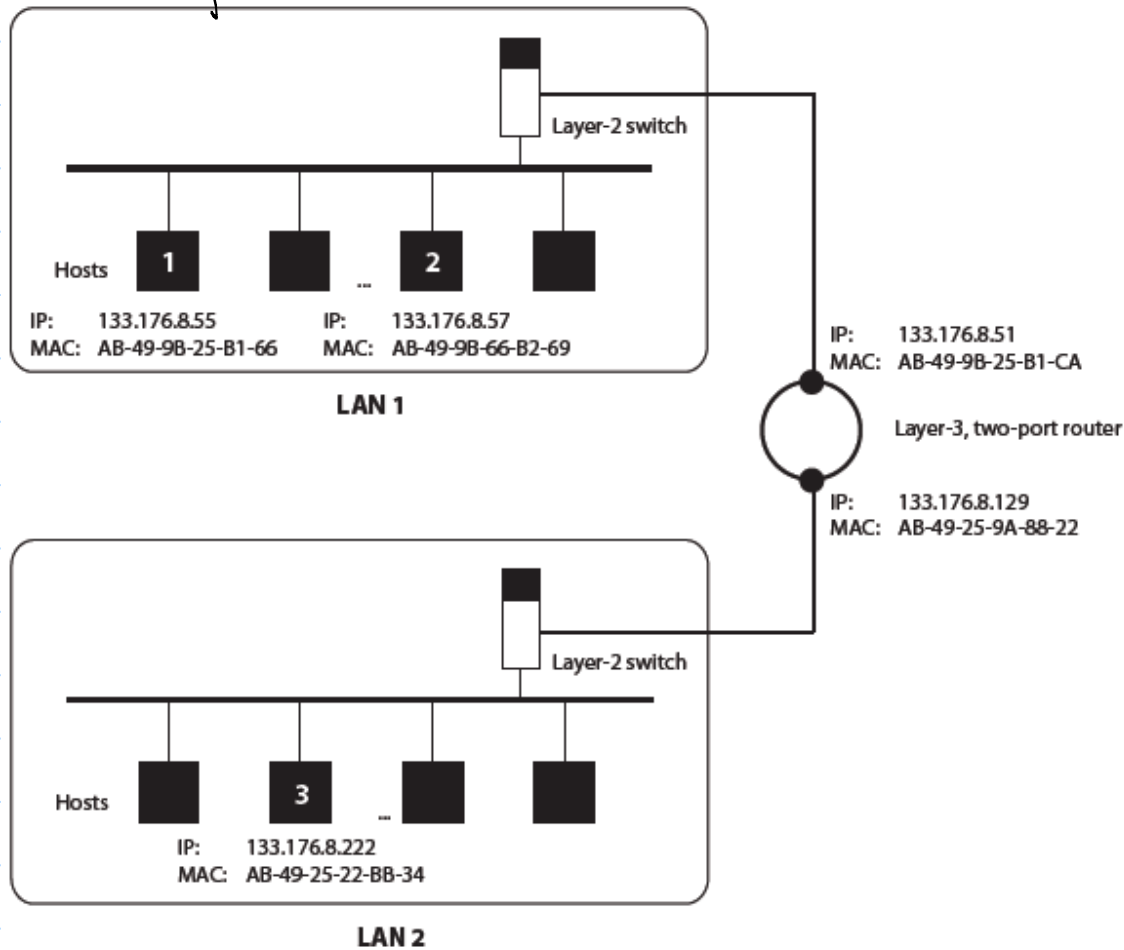 Layer-2 switch
Hosts
1
...
2
IP: 133.176.8.55
MAC: AB-49-9B-25-B1-66
IP: 133.176.8.57
MAC: AB-49-9B-66-B2-69
LAN 1
IP: 133.176.8.51
MAC: AB-49-9B-25-B1-CA
Layer-3, two-port router
IP: 133.176.8.129
MAC: AB-49-25-9A-88-22
Layer-2 switch
Hosts
3
...
IP: 133.176.8.222
MAC: AB-49-25-22-BB-34
LAN 2